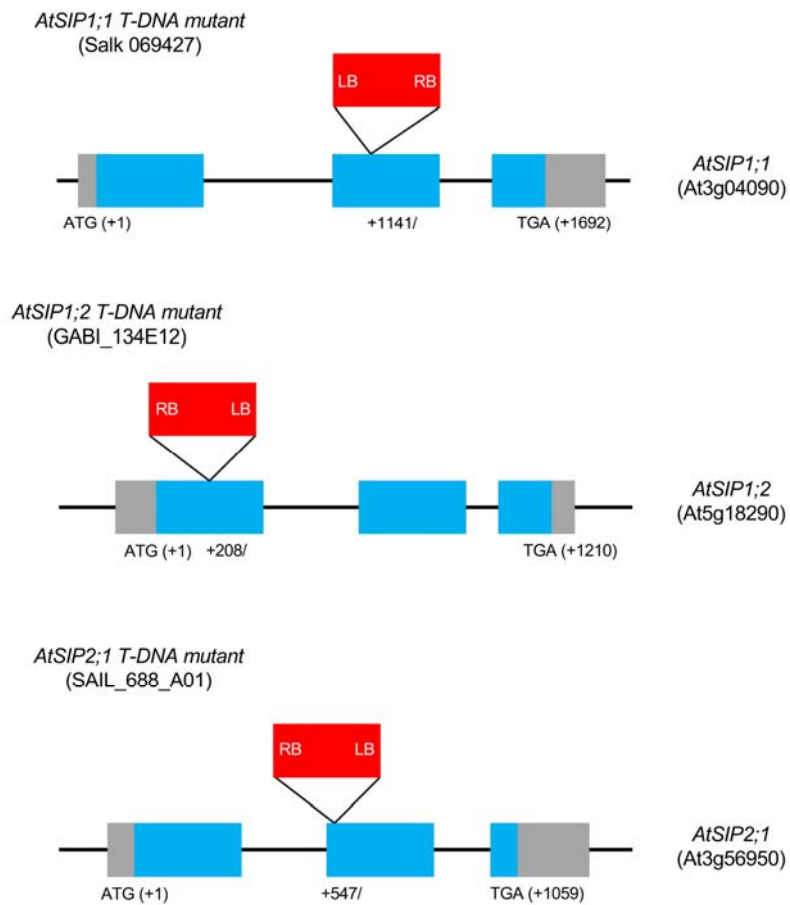 AtSIP1;1 T-DNA mutant
(Salk 069427)
LB RB
AtSIP1;1
(At3g04090)
ATG (+1) +1141/ TGA (+1692)
AtSIP1;2 T-DNA mutant
(GABI_134E12)
RB LB
AtSIP1;2
(At5g18290)
ATG (+1) +208/ TGA (+1210)
AtSIP2;1 T-DNA mutant
(SAIL_688_A01)
RB LB
AtSIP2;1
(At3g56950)
ATG (+1) +547/ TGA (+1059)